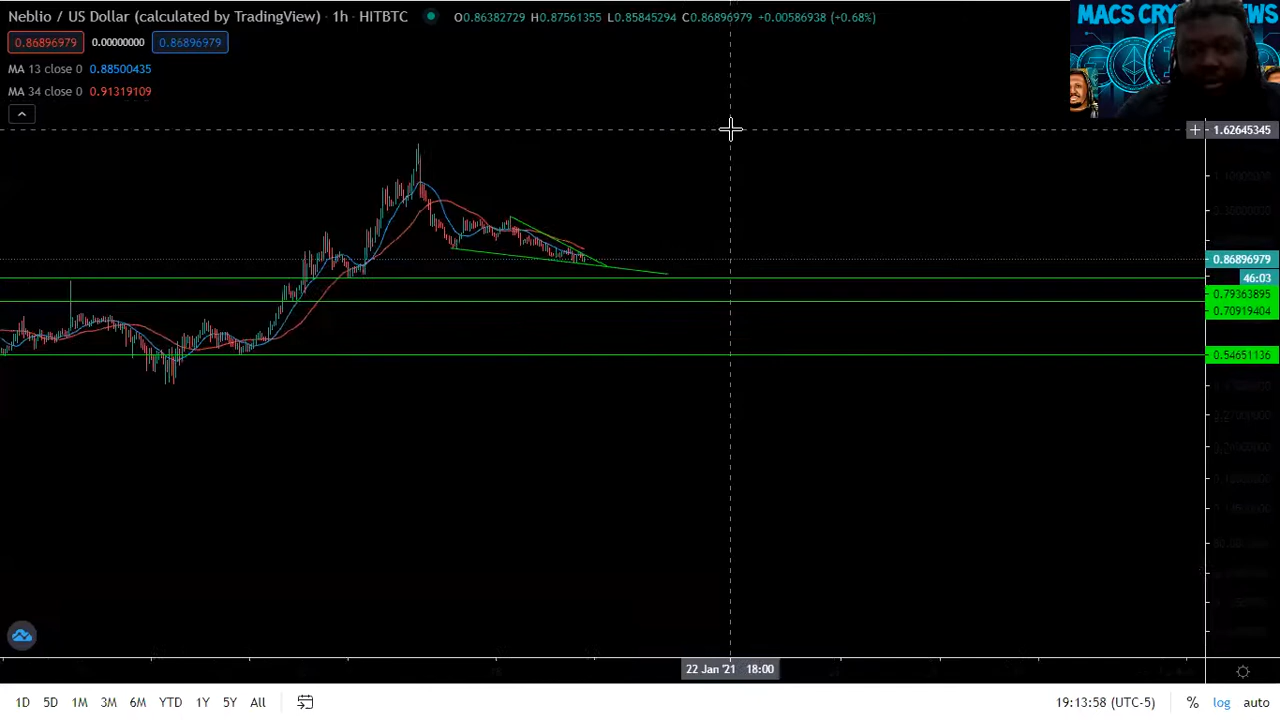 Neblio / US Dollar (calculated by TradingView) · 1h · HITBTC O0.86382729 H0.87561355 L0.85845294 C0.86896979 +0.00586938 (+0.68%)
0.86896979 0.00000000 0.86896979
MA 13 close 0 0.88500435
MA 34 close 0 0.91319109
MACS CRY
1.62645345
0.86896979
46:03
0.79363895
0.70919404
0.54651136
22 Jan '21 18:00
1D 5D 1M 3M 6M YTD 1Y 5Y All 19:13:58 (UTC-5) % log auto